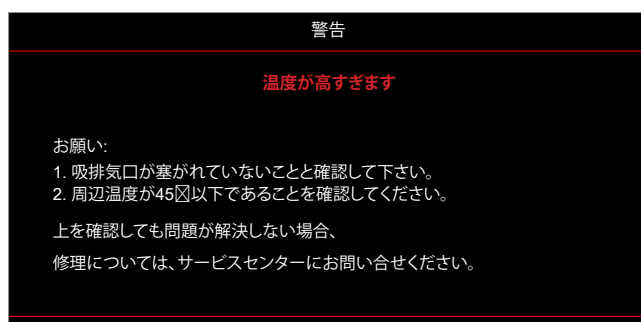 警告
温度が高すぎます
お願い:
1. 吸排気口が塞がれていないことと確認して下さい。
2. 周辺温度が45☒以下であることを確認してください。
上を確認しても問題が解決しない場合、
修理については、サービスセンターにお問い合せください。